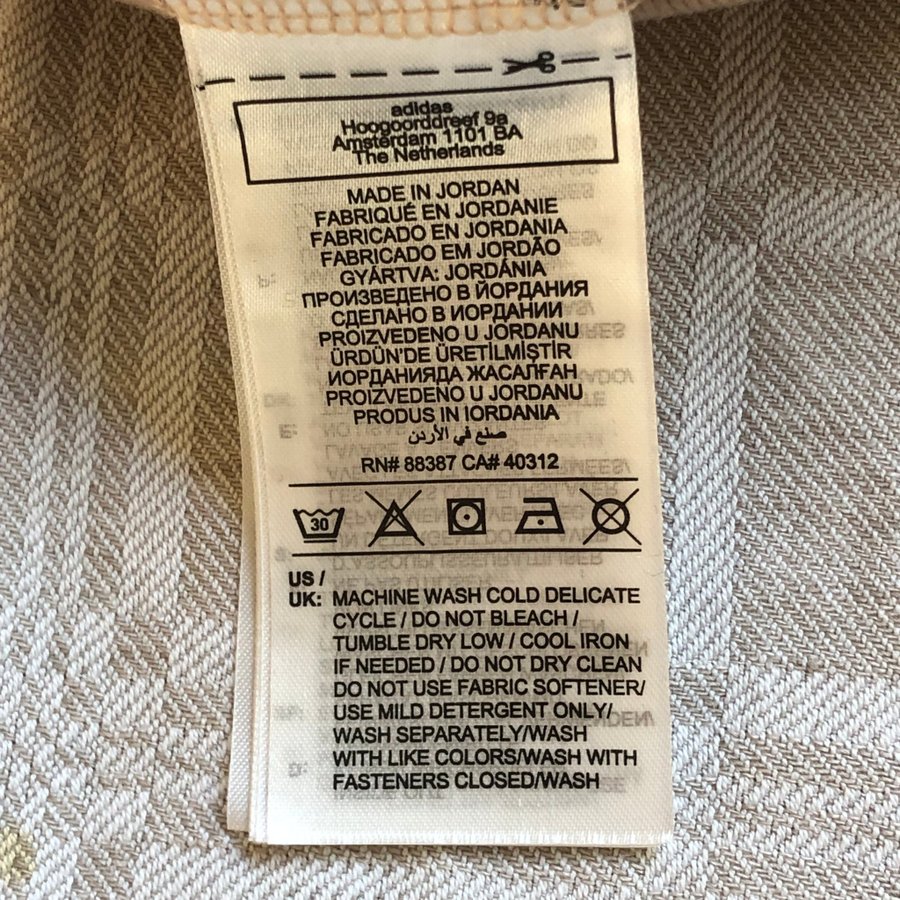 adidas
Hoogoorddreef 9a
Amsterdam 1101 BA
The Netherlands
MADE IN JORDAN
FABRIQUÉ EN JORDANIE
FABRICADO EN JORDANIA
FABRICADO EM JORDÃO
GYÁRTVA: JORDÁNIA
ПРОИЗВЕДЕНО В ЙОРДАНИЯ
СДЕЛАНО В ИОРДАНИИ
PROIZVEDENO U JORDANU
ÜRDÜN'DE ÜRETİLMİŞTİR
ИОРДАНИЯДА ЖАСАЛҒАН
PROIZVEDENO U JORDANU
PRODUS IN IORDANIA
صنع في الأردن
RN# 88387 CA# 40312
30
US /
UK: MACHINE WASH COLD DELICATE
CYCLE / DO NOT BLEACH /
TUMBLE DRY LOW / COOL IRON
IF NEEDED / DO NOT DRY CLEAN
DO NOT USE FABRIC SOFTENER/
USE MILD DETERGENT ONLY/
WASH SEPARATELY/WASH
WITH LIKE COLORS/WASH WITH
FASTENERS CLOSED/WASH